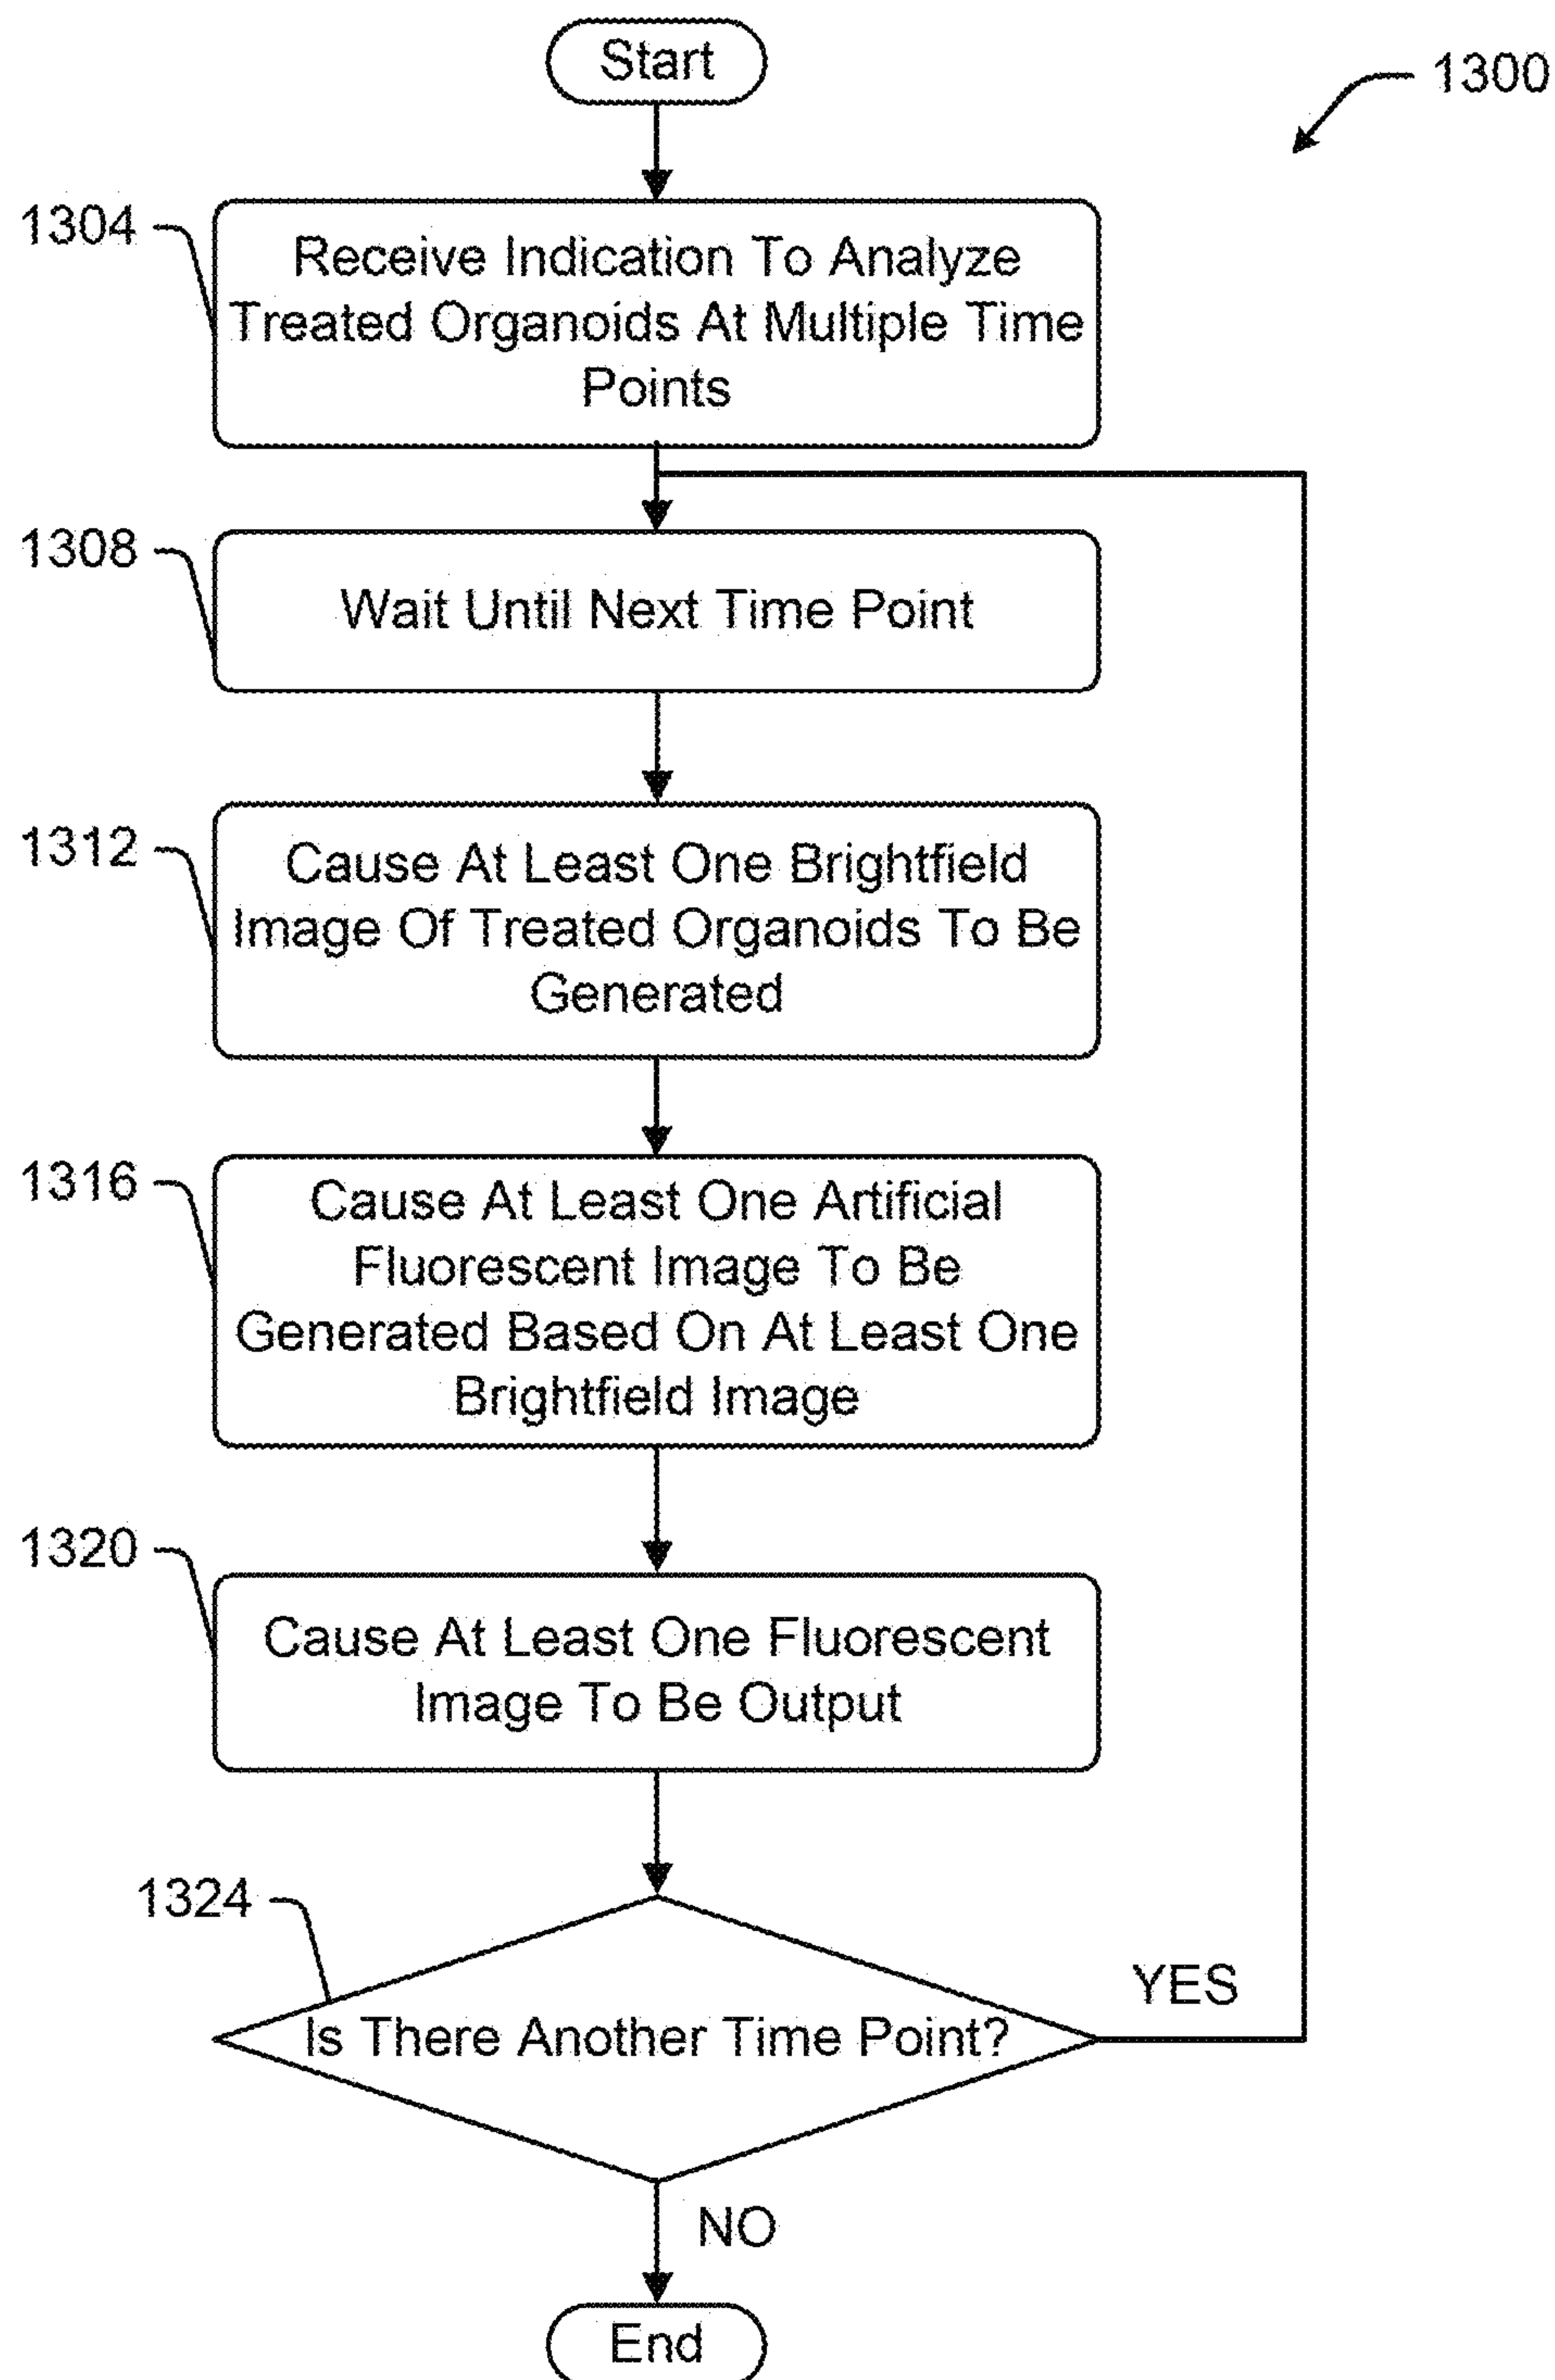 Start
1300
1304
Receive Indication To Analyze
Treated Organoids At Multiple Time
Points
1308
Wait Until Next Time Point
1312
Cause At Least One Brightfield
Image Of Treated Organoids To Be
Generated
1316
Cause At Least One Artificial
Fluorescent Image To Be
Generated Based On At Least One
Brightfield Image
1320
Cause At Least One Fluorescent
Image To Be Output
1324
Is There Another Time Point?
YES
NO
End